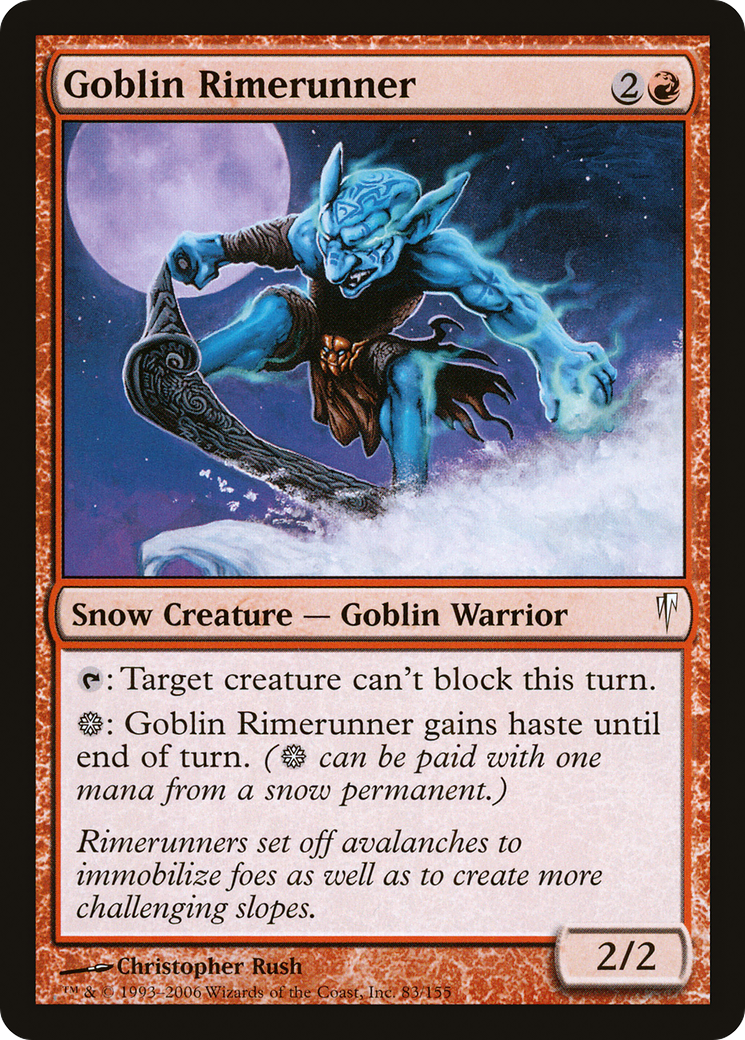 Goblin Rimerunner 2
Snow Creature — Goblin Warrior
: Target creature can't block this turn.
: Goblin Rimerunner gains haste until
end of turn. ( can be paid with one
mana from a snow permanent.)
Rimerunners set off avalanches to
immobilize foes as well as to create more
challenging slopes.
2/2
Christopher Rush
™ & © 1993–2006 Wizards of the Coast, Inc. 83/155